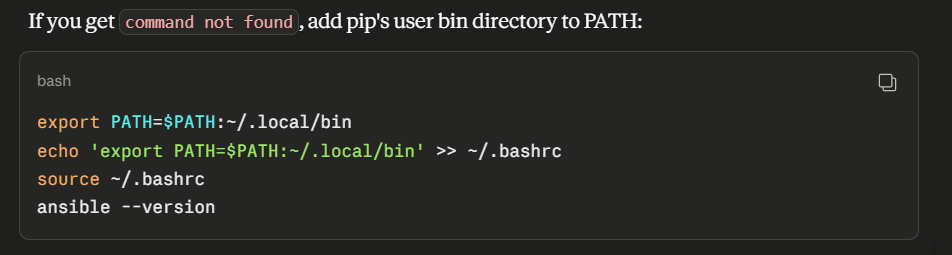 If you get command not found, add pip's user bin directory to PATH:
bash
export PATH=$PATH:~/.local/bin
echo 'export PATH=$PATH:~/.local/bin' >> ~/.bashrc
source ~/.bashrc
ansible --version